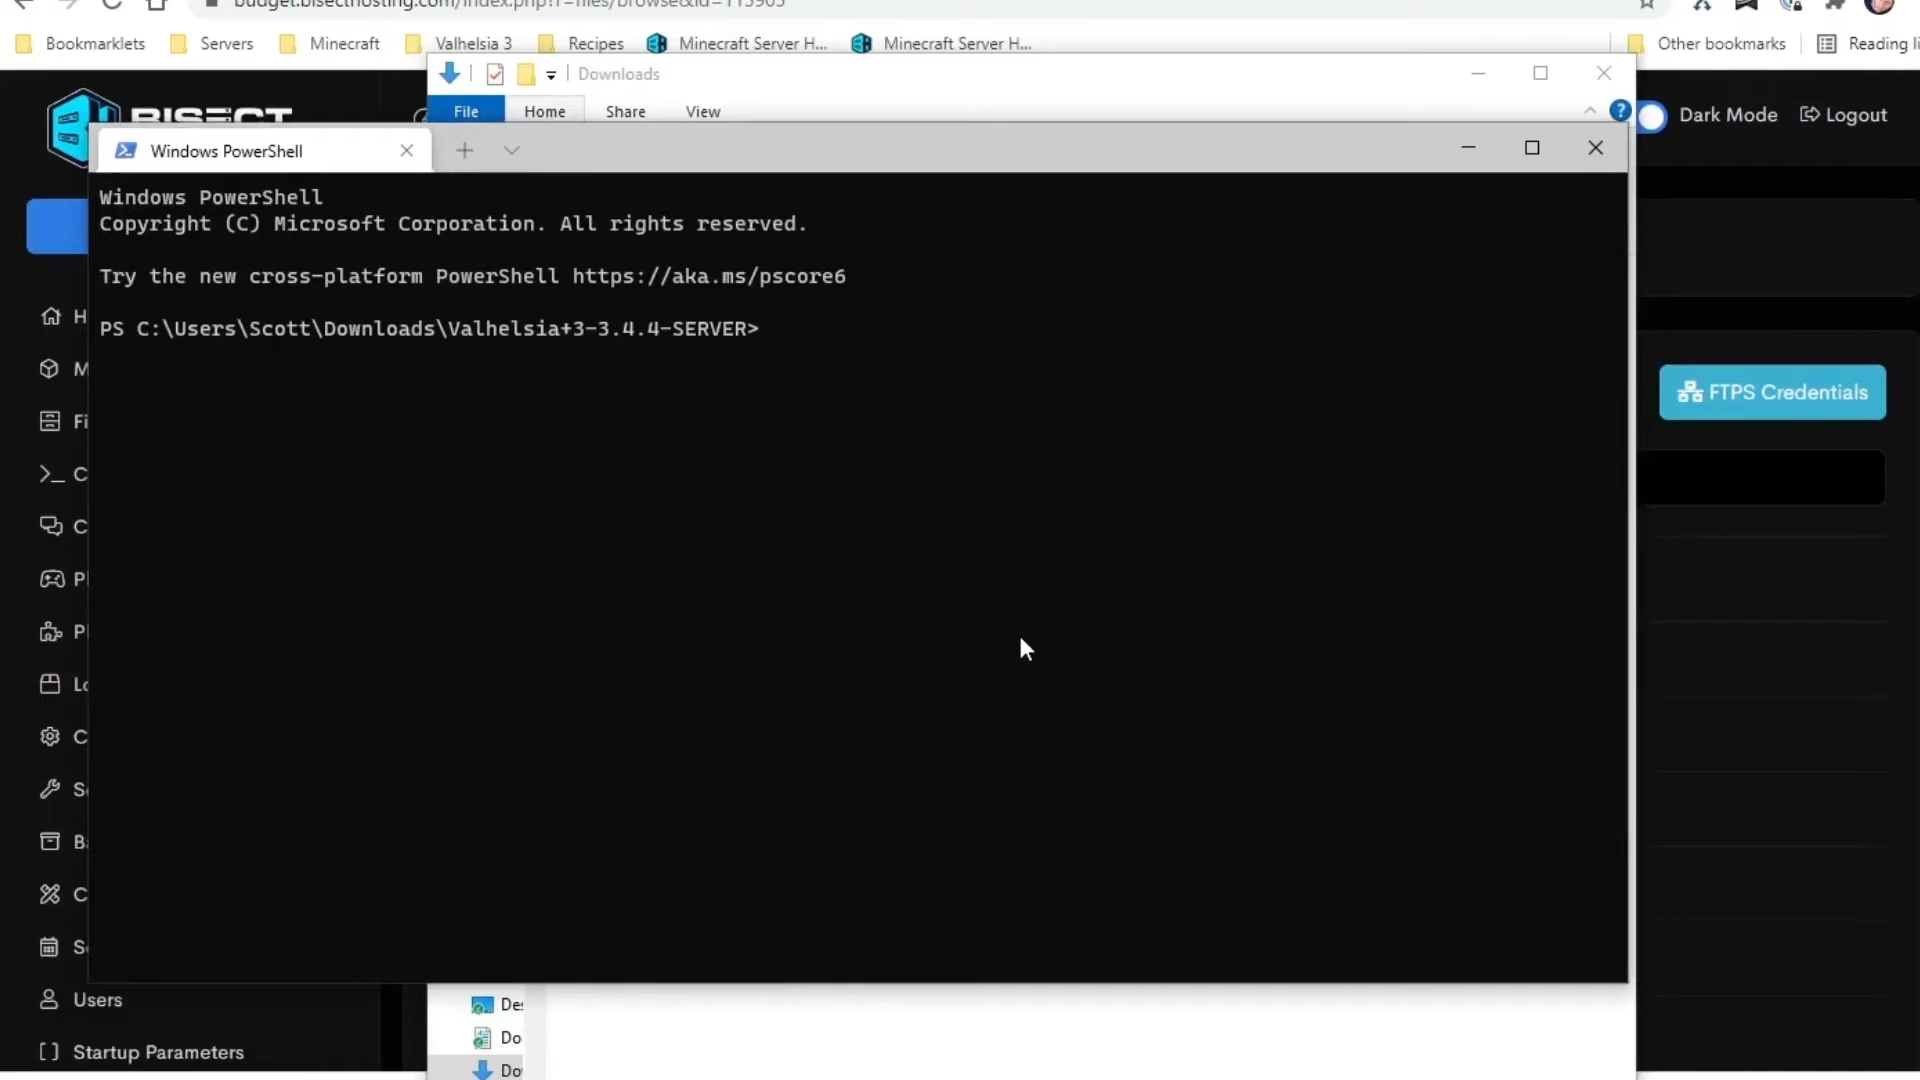 Bookmarklets Servers Minecraft Valhelsia 3 Recipes Minecraft Server H... Minecraft Server H... Other bookmarks
Downloads
File Home Share View
BISECT
Dark Mode Logout
Windows PowerShell
Windows PowerShell
Copyright (C) Microsoft Corporation. All rights reserved.
Try the new cross-platform PowerShell https://aka.ms/pscore6
PS C:\Users\Scott\Downloads\Valhelsia+3-3.4.4-SERVER>
FTPS Credentials
Users
Startup Parameters